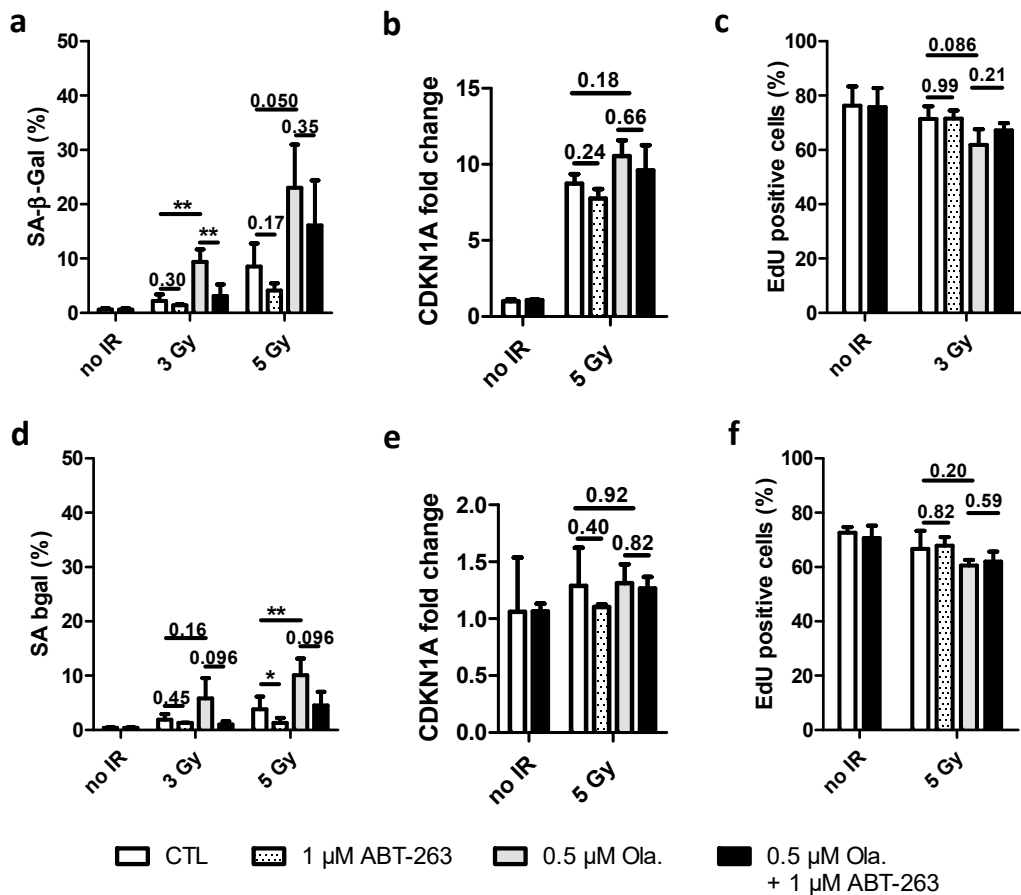 a
SA-β-Gal (%)
50
40
30
20
10
0
0.050
0.35
**
**
0.17
0.30
no IR
3 Gy
5 Gy
b
CDKN1A fold change
15
10
5
0
0.18
0.66
0.24
no IR
5 Gy
c
EdU positive cells (%)
100
80
60
40
20
0
0.086
0.21
0.99
no IR
3 Gy
d
SA bgal (%)
50
40
30
20
10
0
**
0.16
0.096
0.096
*
0.45
no IR
3 Gy
5 Gy
e
CDKN1A fold change
2.0
1.5
1.0
0.5
0.0
0.92
0.40
0.82
no IR
5 Gy
f
EdU positive cells (%)
100
80
60
40
20
0
0.20
0.59
0.82
no IR
5 Gy
CTL
1 µM ABT-263
0.5 µM Ola.
0.5 µM Ola.
+ 1 µM ABT-263